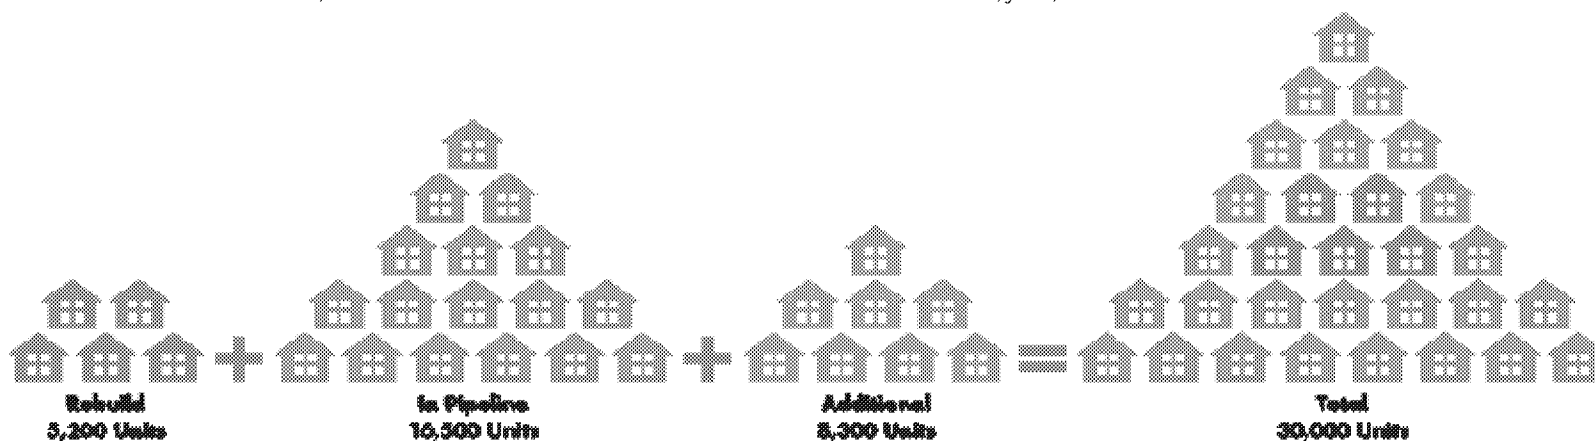 Rebuild
5,200 Units
+
In Pipeline
16,500 Units
+
Additional
8,300 Units
=
Total
30,000 Units